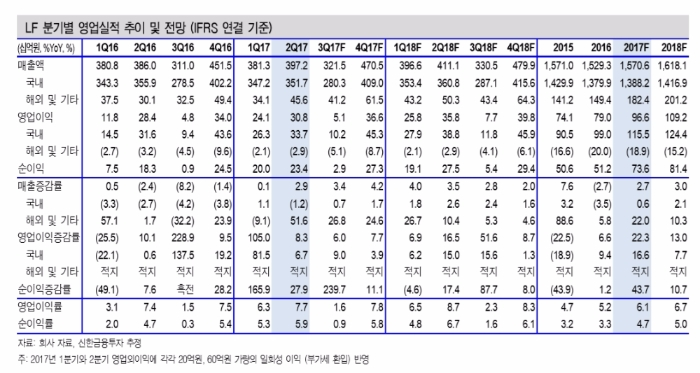 LF 분기별 영업실적 추이 및 전망 (IFRS 연결 기준)
(십억원, %YoY, %) 1Q16 2Q16 3Q16 4Q16 1Q17 2Q17 3Q17F 4Q17F 1Q18F 2Q18F 3Q18F 4Q18F 2015 2016 2017F 2018F
매출액 380.8 386.0 311.0 451.5 381.3 397.2 321.5 470.5 396.6 411.1 330.5 479.9 1,571.0 1,529.3 1,570.6 1,618.1
국내 343.3 355.9 278.5 402.2 347.2 351.7 280.3 409.0 353.4 360.8 287.1 415.6 1,429.9 1,379.9 1,388.2 1,416.9
해외 및 기타 37.5 30.1 32.5 49.4 34.1 45.6 41.2 61.5 43.2 50.3 43.4 64.3 141.2 149.4 182.4 201.2
영업이익 11.8 28.4 4.8 34.0 24.1 30.8 5.1 36.6 25.8 35.8 7.7 39.8 74.1 79.0 96.6 109.2
국내 14.5 31.6 9.4 43.6 26.3 33.7 10.2 45.3 27.9 38.8 11.8 45.9 90.5 99.0 115.5 124.4
해외 및 기타 (2.7) (3.2) (4.5) (9.6) (2.1) (2.9) (5.1) (8.7) (2.1) (2.9) (4.1) (6.1) (16.6) (20.0) (18.9) (15.2)
순이익 7.5 18.3 0.9 24.5 20.0 23.4 2.9 27.3 19.1 27.5 5.4 29.4 50.6 51.2 73.6 81.4
매출증감률 0.5 (2.4) (8.2) (1.4) 0.1 2.9 3.4 4.2 4.0 3.5 2.8 2.0 7.6 (2.7) 2.7 3.0
국내 (3.3) (2.7) (4.2) (3.8) 1.1 (1.2) 0.7 1.7 1.8 2.6 2.4 1.6 3.2 (3.5) 0.6 2.1
해외 및 기타 57.1 1.7 (32.2) 23.9 (9.1) 51.6 26.8 24.6 26.7 10.4 5.3 4.6 88.6 5.8 22.0 10.3
영업이익증감률 (25.5) 10.1 228.9 9.5 105.0 8.3 6.0 7.7 6.9 16.5 51.6 8.7 (22.5) 6.6 22.3 13.0
국내 (22.1) 0.6 137.5 19.2 81.5 6.7 9.0 3.9 6.2 15.0 15.6 1.3 (18.9) 9.4 16.6 7.7
해외 및 기타 적지 적지 적지 적지 적지 적지 적지 적지 적지 적지 적지 적지 적지 적지 적지 적지
순이익증감률 (49.1) 7.6 흑전 28.2 165.9 27.9 239.7 11.1 (4.6) 17.4 87.7 8.0 (43.9) 1.2 43.7 10.7
영업이익률 3.1 7.4 1.5 7.5 6.3 7.7 1.6 7.8 6.5 8.7 2.3 8.3 4.7 5.2 6.1 6.7
순이익률 2.0 4.7 0.3 5.4 5.3 5.9 0.9 5.8 4.8 6.7 1.6 6.1 3.2 3.3 4.7 5.0
자료: 회사 자료, 신한금융투자 추정
주: 2017년 1분기와 2분기 영업외이익에 각각 20억원, 60억원 가량의 일회성 이익 (부가세 환입) 반영